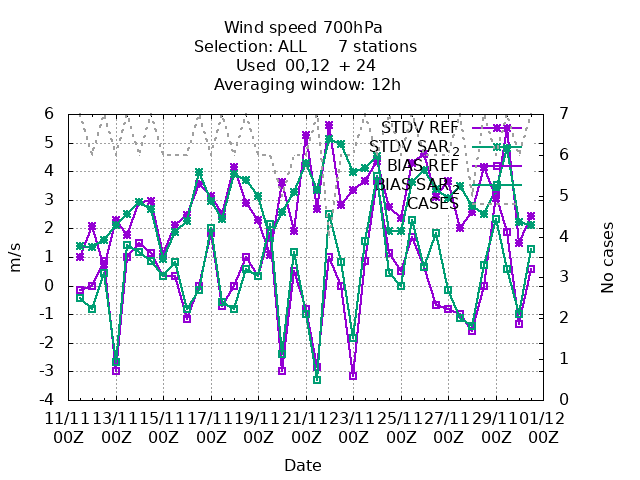 Wind speed 700hPa
Selection: ALL 7 stations
Used 00,12 + 24
Averaging window: 12h
STDV REF
STDV SAR_2
BIAS REF
BIAS SAR_2
CASES
6
5
4
3
2
1
0
-1
-2
-3
-4
m/s
7
6
5
4
3
2
1
0
No cases
11/11 13/11 15/11 17/11 19/11 21/11 23/11 25/11 27/11 29/11 01/12
00Z 00Z 00Z 00Z 00Z 00Z 00Z 00Z 00Z 00Z 00Z
Date